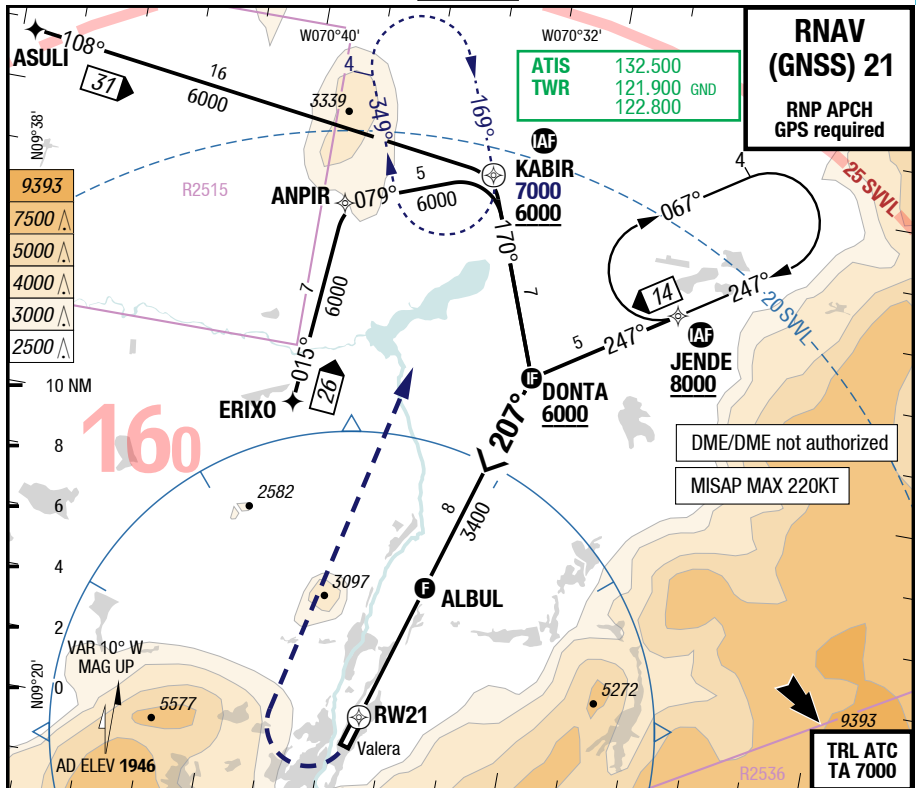 RNAV
(GNSS) 21
RNP APCH
GPS required
ATIS 132.500
TWR 121.900 GND
122.800
W070°40'
W070°32'
ASULI
108°
31
16
6000
3339
4
349°
169°
N09°38'
IAF
KABIR
7000
6000
R2515
ANPIR
079°
5
6000
170°
7
4
067°
247°
14
247°
5
IAF
JENDE
8000
25 SWL
20 SWL
9393
7500
5000
4000
3000
2500
7
6000
015°
26
ERIXO
10 NM
8
6
4
2
0
160
IF
DONTA
6000
207°
DME/DME not authorized
MISAP MAX 220KT
2582
8
3400
3097
F
ALBUL
N09°20'
VAR 10° W
MAG UP
5577
5272
RW21
Valera
AD ELEV 1946
9393
R2536
TRL ATC
TA 7000